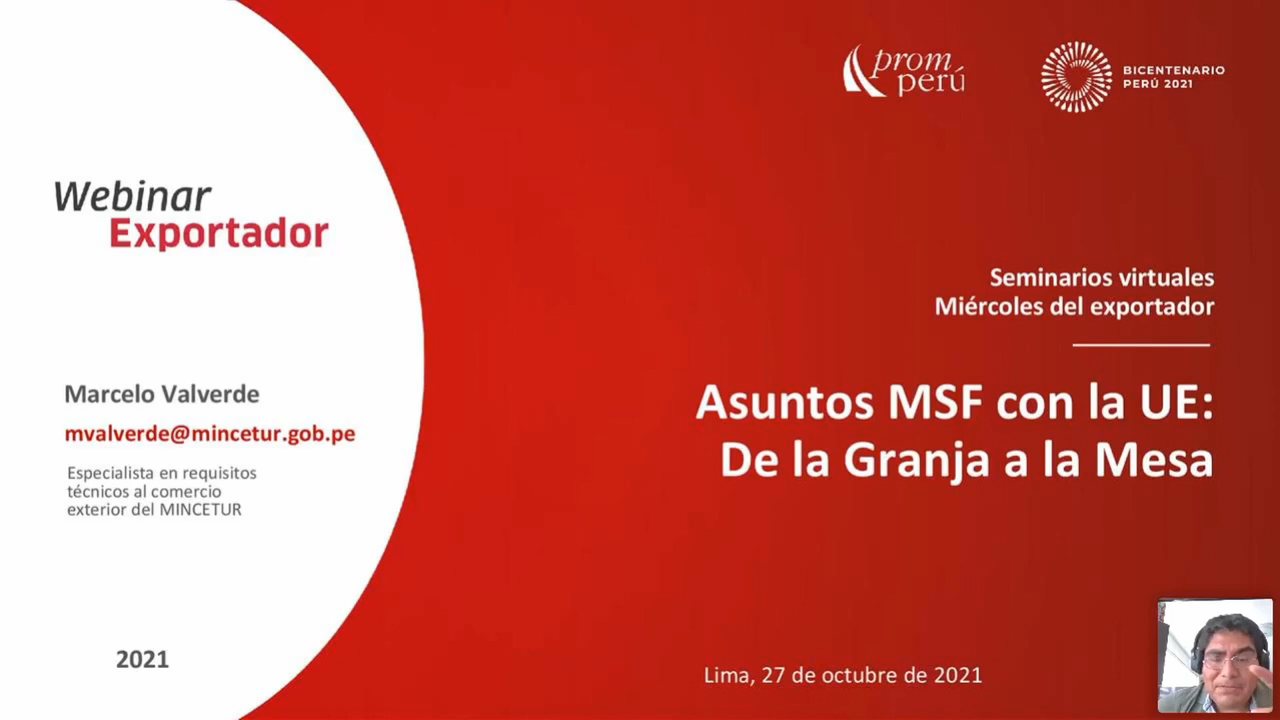 prom
perú
BICENTENARIO
PERÚ 2021
Webinar
Exportador
Seminarios virtuales
Miércoles del exportador
Asuntos MSF con la UE:
De la Granja a la Mesa
Marcelo Valverde
mvalverde@mincetur.gob.pe
Especialista en requisitos
técnicos al comercio
exterior del MINCETUR
2021
Lima, 27 de octubre de 2021